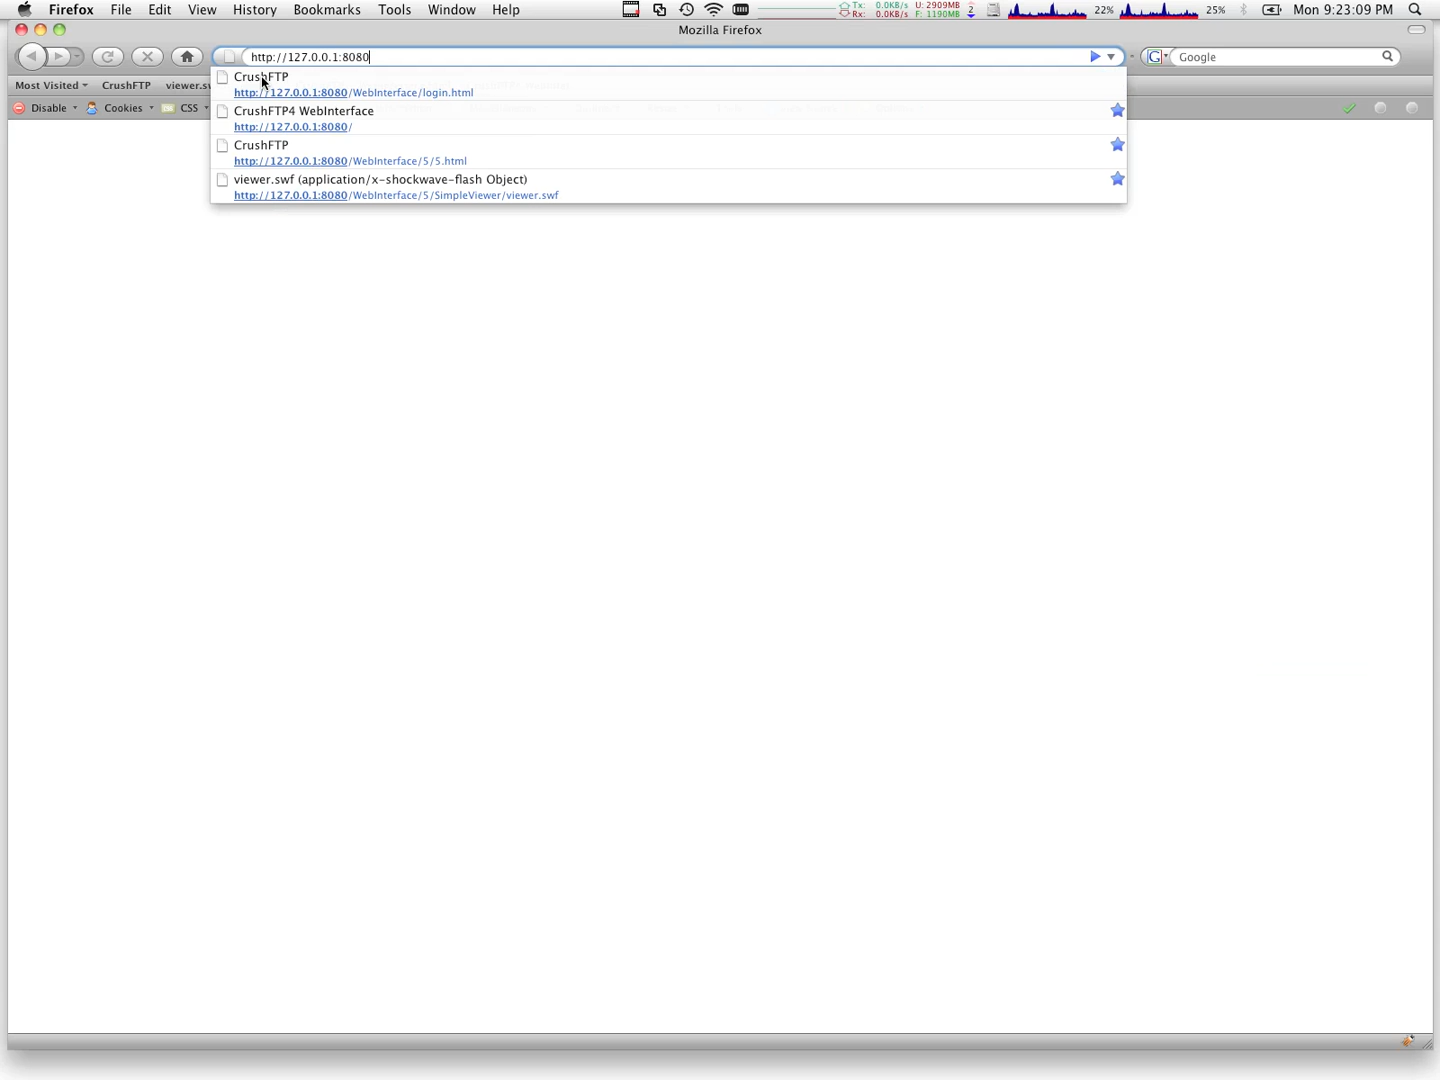 Firefox File Edit View History Bookmarks Tools Window Help Tx: 0.0KB/s U: 2909MB 2 22% 25% Mon 9:23:09 PM
Rx: 0.0KB/s F: 1190MB
Mozilla Firefox
http://127.0.0.1:8080 Google
Most Visited CrushFTP viewer.sw
Disable Cookies CSS
CrushFTP
http://127.0.0.1:8080/WebInterface/login.html
CrushFTP4 WebInterface
http://127.0.0.1:8080/
CrushFTP
http://127.0.0.1:8080/WebInterface/5/5.html
viewer.swf (application/x-shockwave-flash Object)
http://127.0.0.1:8080/WebInterface/5/SimpleViewer/viewer.swf